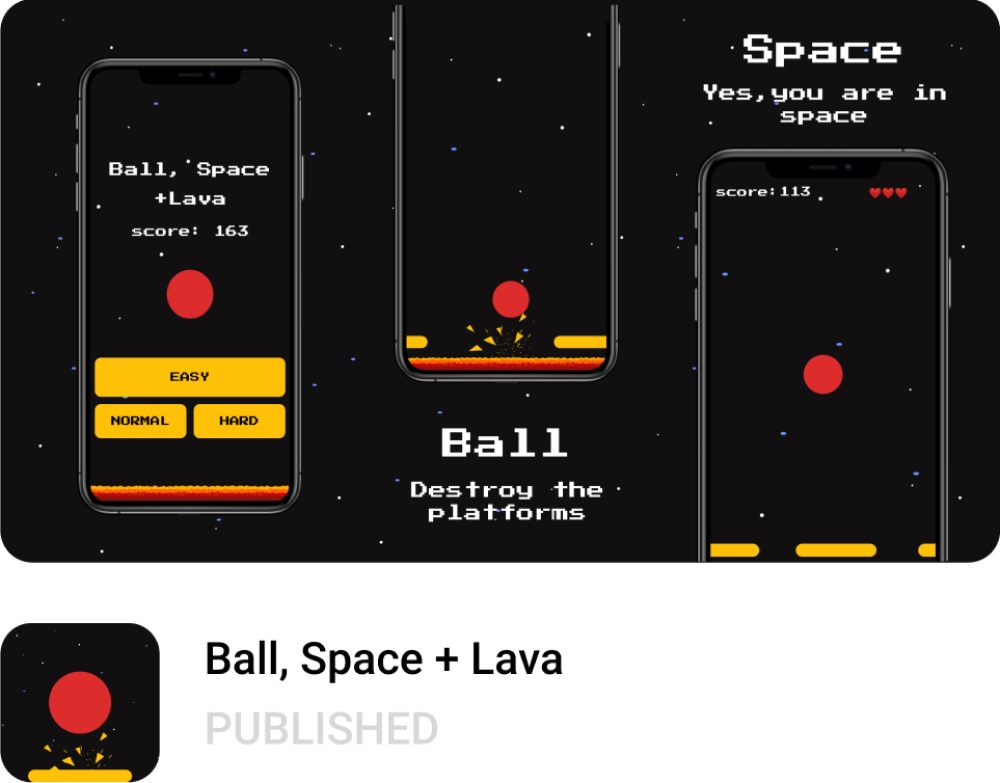 Ball, Space
+Lava
score: 163
EASY
NORMAL
HARD
Ball
Destroy the
platforms
Space
Yes,you are in
space
score:113
Ball, Space + Lava
PUBLISHED